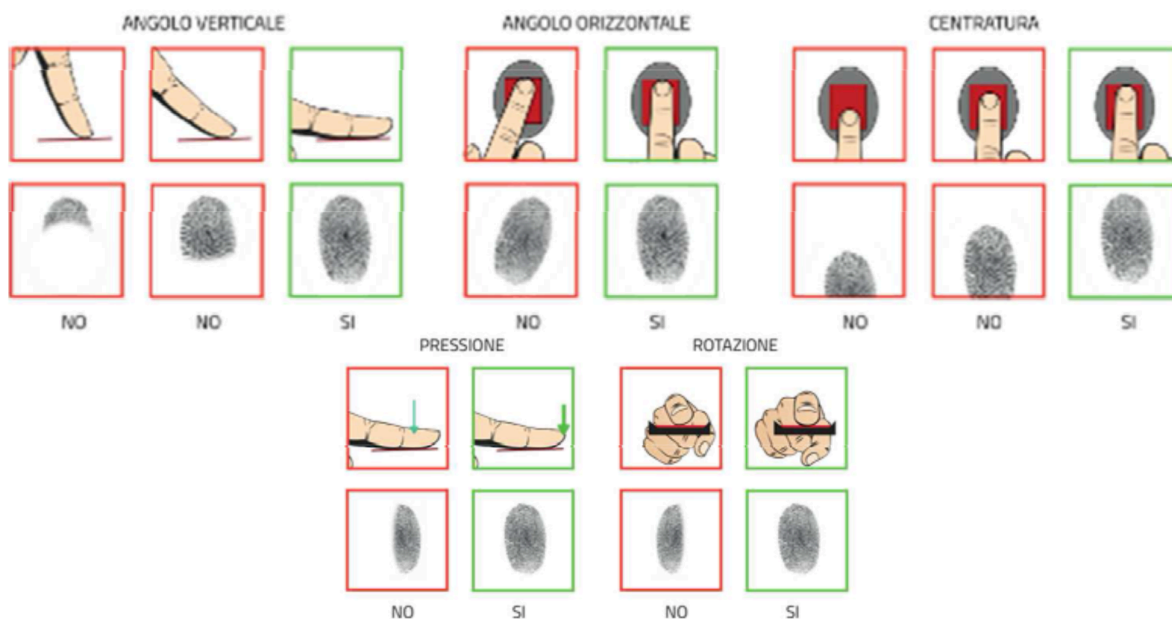 ANGOLO VERTICALE
ANGOLO ORIZZONTALE
CENTRATURA
NO
NO
SI
NO
SI
NO
NO
SI
PRESSIONE
ROTAZIONE
NO
SI
NO
SI